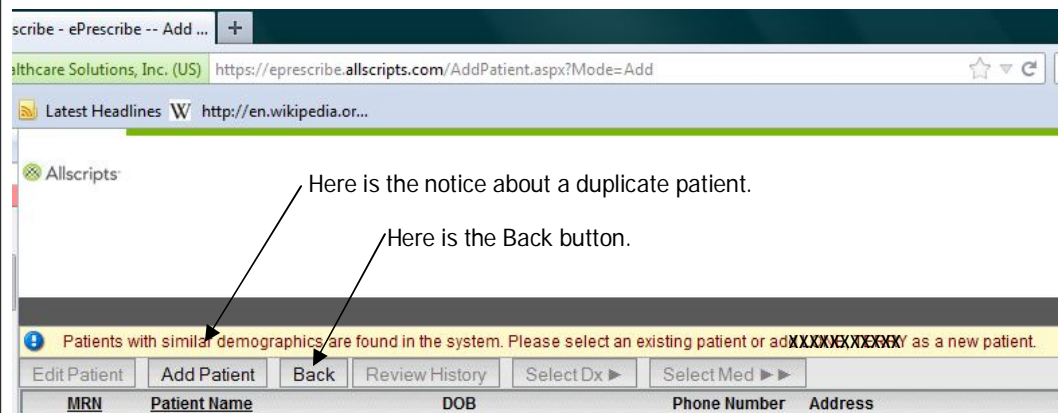 scribe - ePrescribe -- Add ... +
althcare Solutions, Inc. (US) https://eprescribe.allscripts.com/AddPatient.aspx?Mode=Add
Latest Headlines W http://en.wikipedia.or...
Allscripts
Here is the notice about a duplicate patient.
Here is the Back button.
Patients with similar demographics are found in the system. Please select an existing patient or add as a new patient.
Edit Patient Add Patient Back Review History Select Dx ► Select Med ►►
MRN Patient Name DOB Phone Number Address